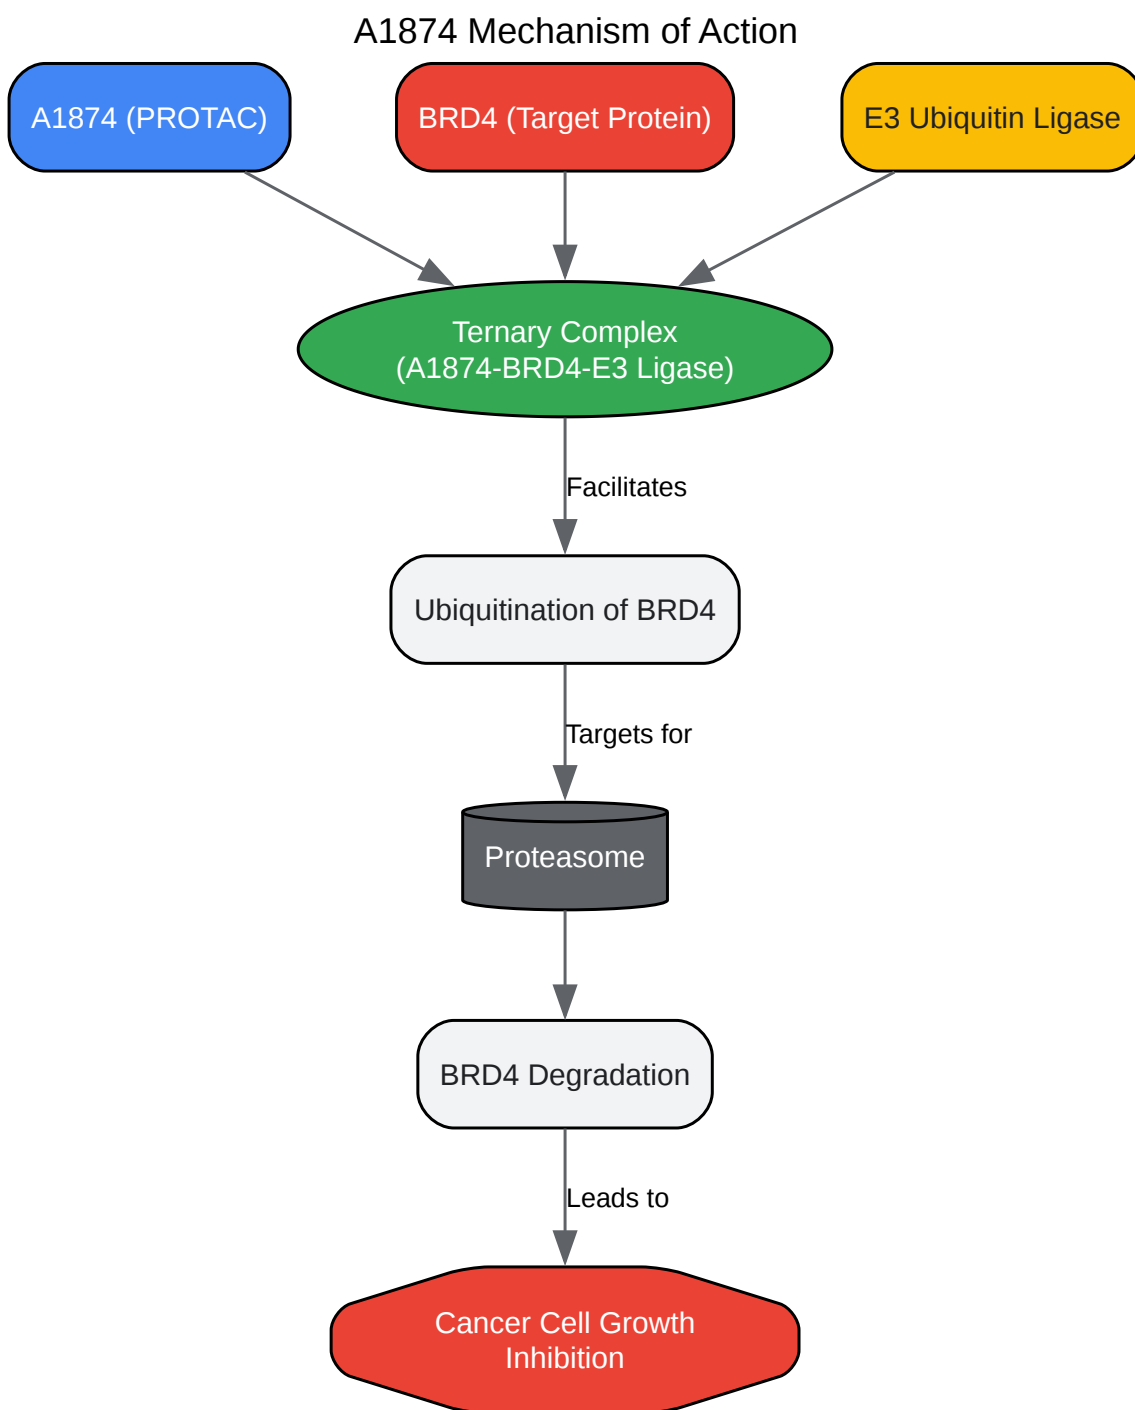 A1874 Mechanism of Action
A1874 (PROTAC)
BRD4 (Target Protein)
E3 Ubiquitin Ligase
Ternary Complex
(A1874-BRD4-E3 Ligase)
Facilitates
Ubiquitination of BRD4
Targets for
Proteasome
BRD4 Degradation
Leads to
Cancer Cell Growth
Inhibition